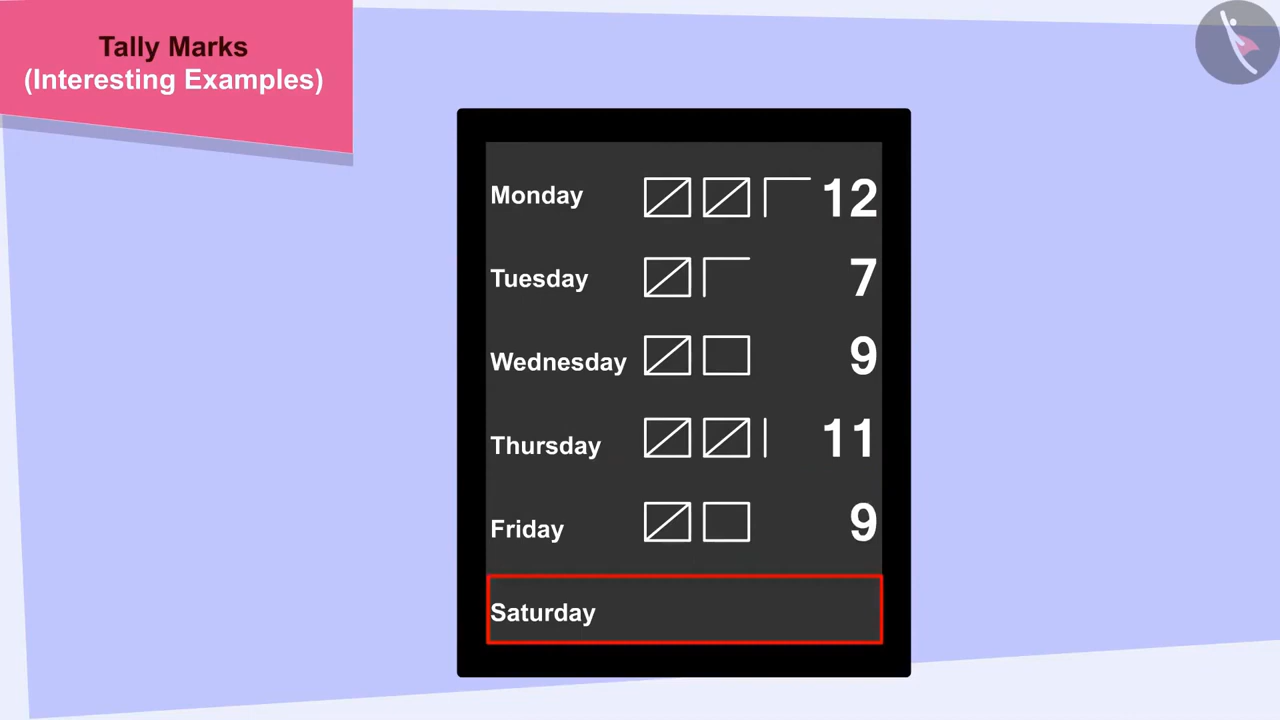 Tally Marks
(Interesting Examples)
Monday 12
Tuesday 7
Wednesday 9
Thursday 11
Friday 9
Saturday